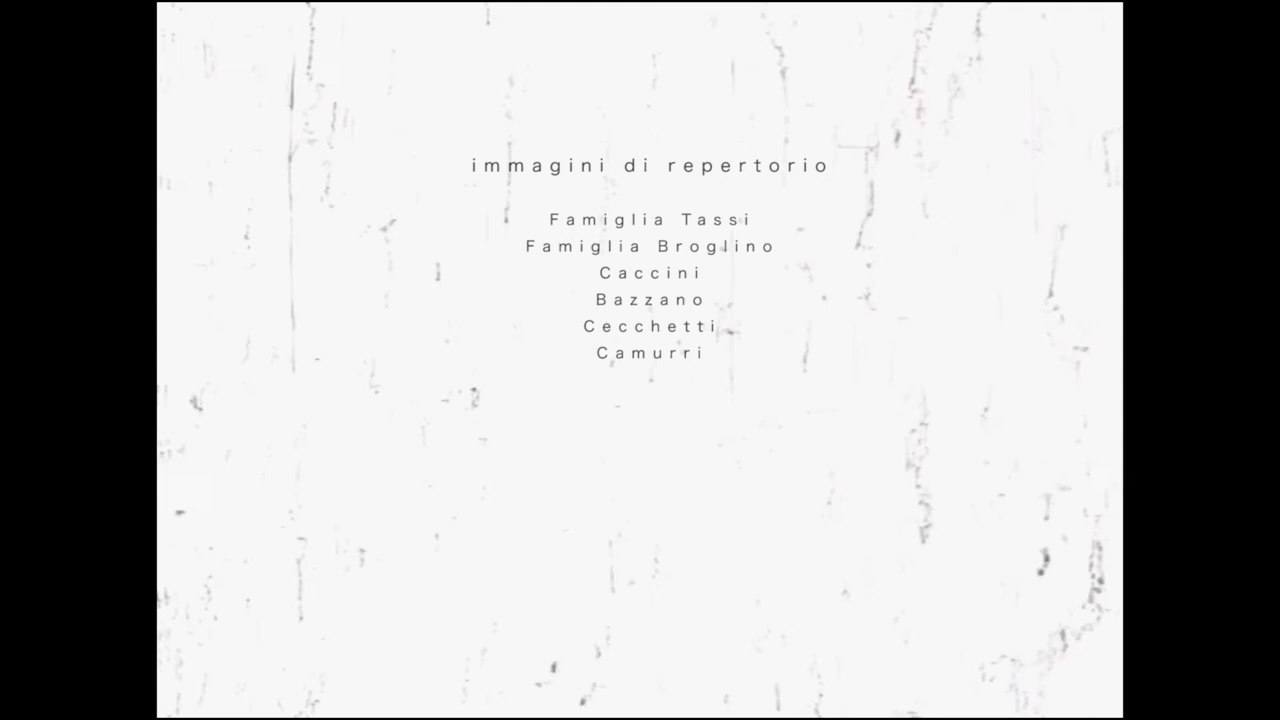 immagini di repertorio
Famiglia Tassi
Famiglia Broglino
Caccini
Bazzano
Cecchetti
Camurri